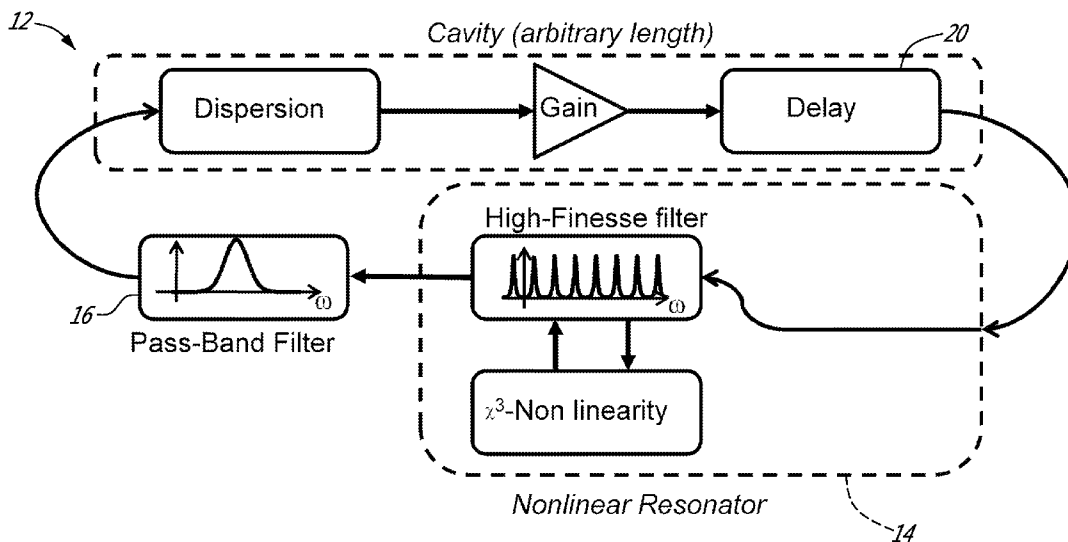 12
Cavity (arbitrary length)
20
Dispersion
Gain
Delay
High-Finesse filter
ω
ω
16
Pass-Band Filter
χ³-Non linearity
Nonlinear Resonator
14